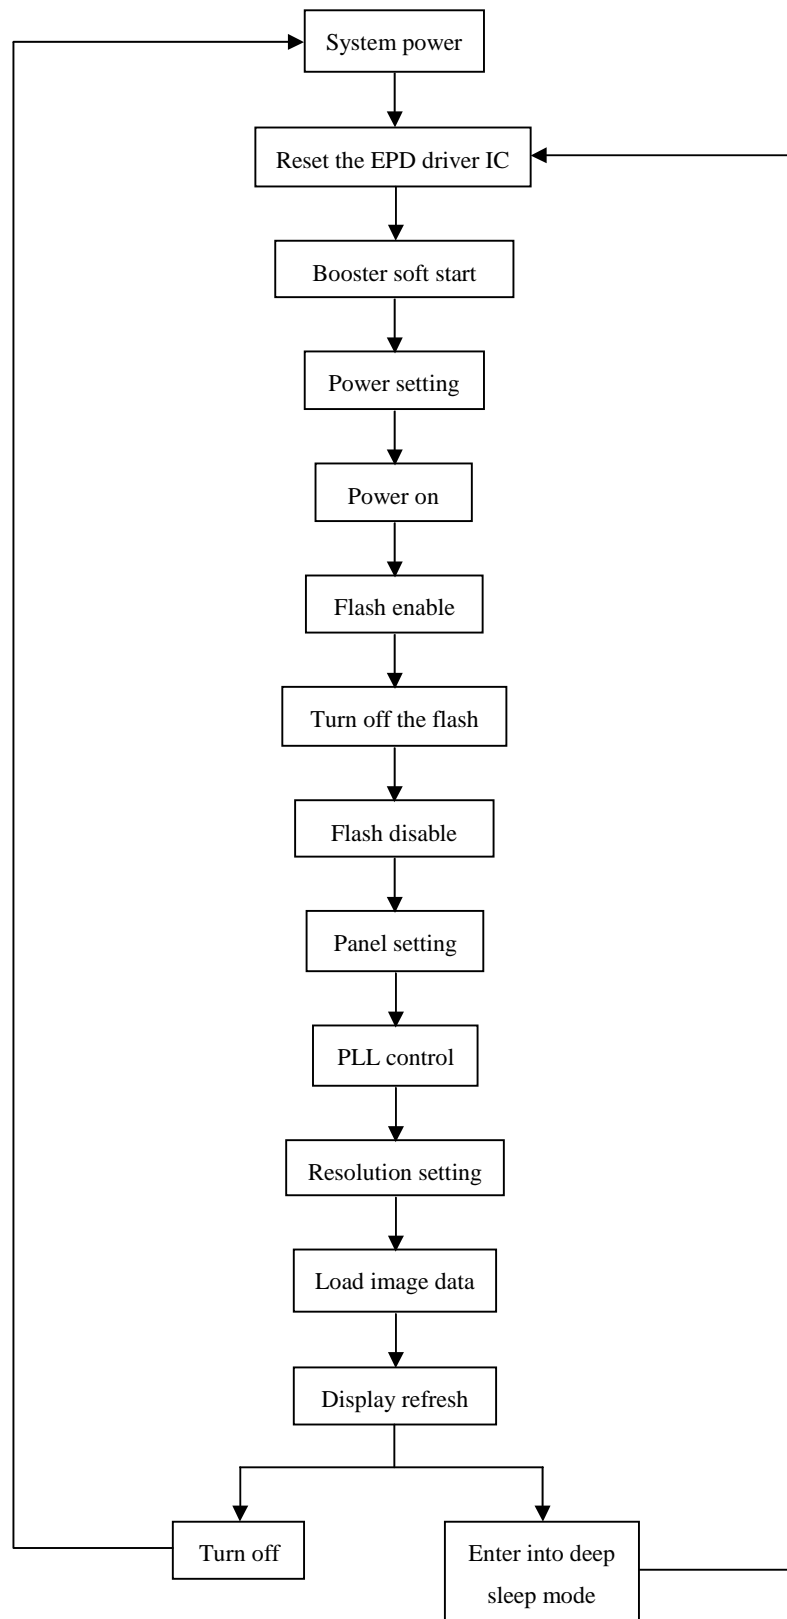 System power
Reset the EPD driver IC
Booster soft start
Power setting
Power on
Flash enable
Turn off the flash
Flash disable
Panel setting
PLL control
Resolution setting
Load image data
Display refresh
Turn off
Enter into deep
sleep mode